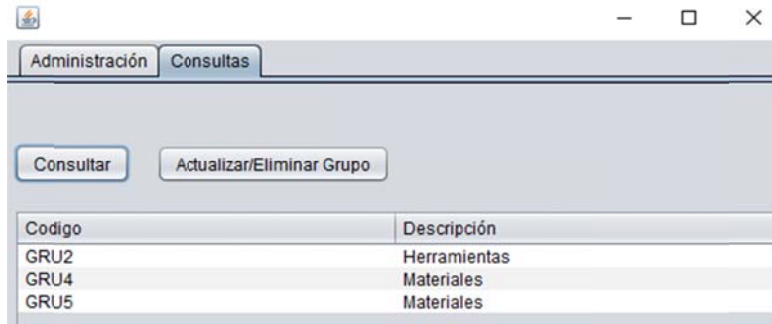 Administración Consultas
Consultar Actualizar/Eliminar Grupo
Codigo Descripción
GRU2 Herramientas
GRU4 Materiales
GRU5 Materiales